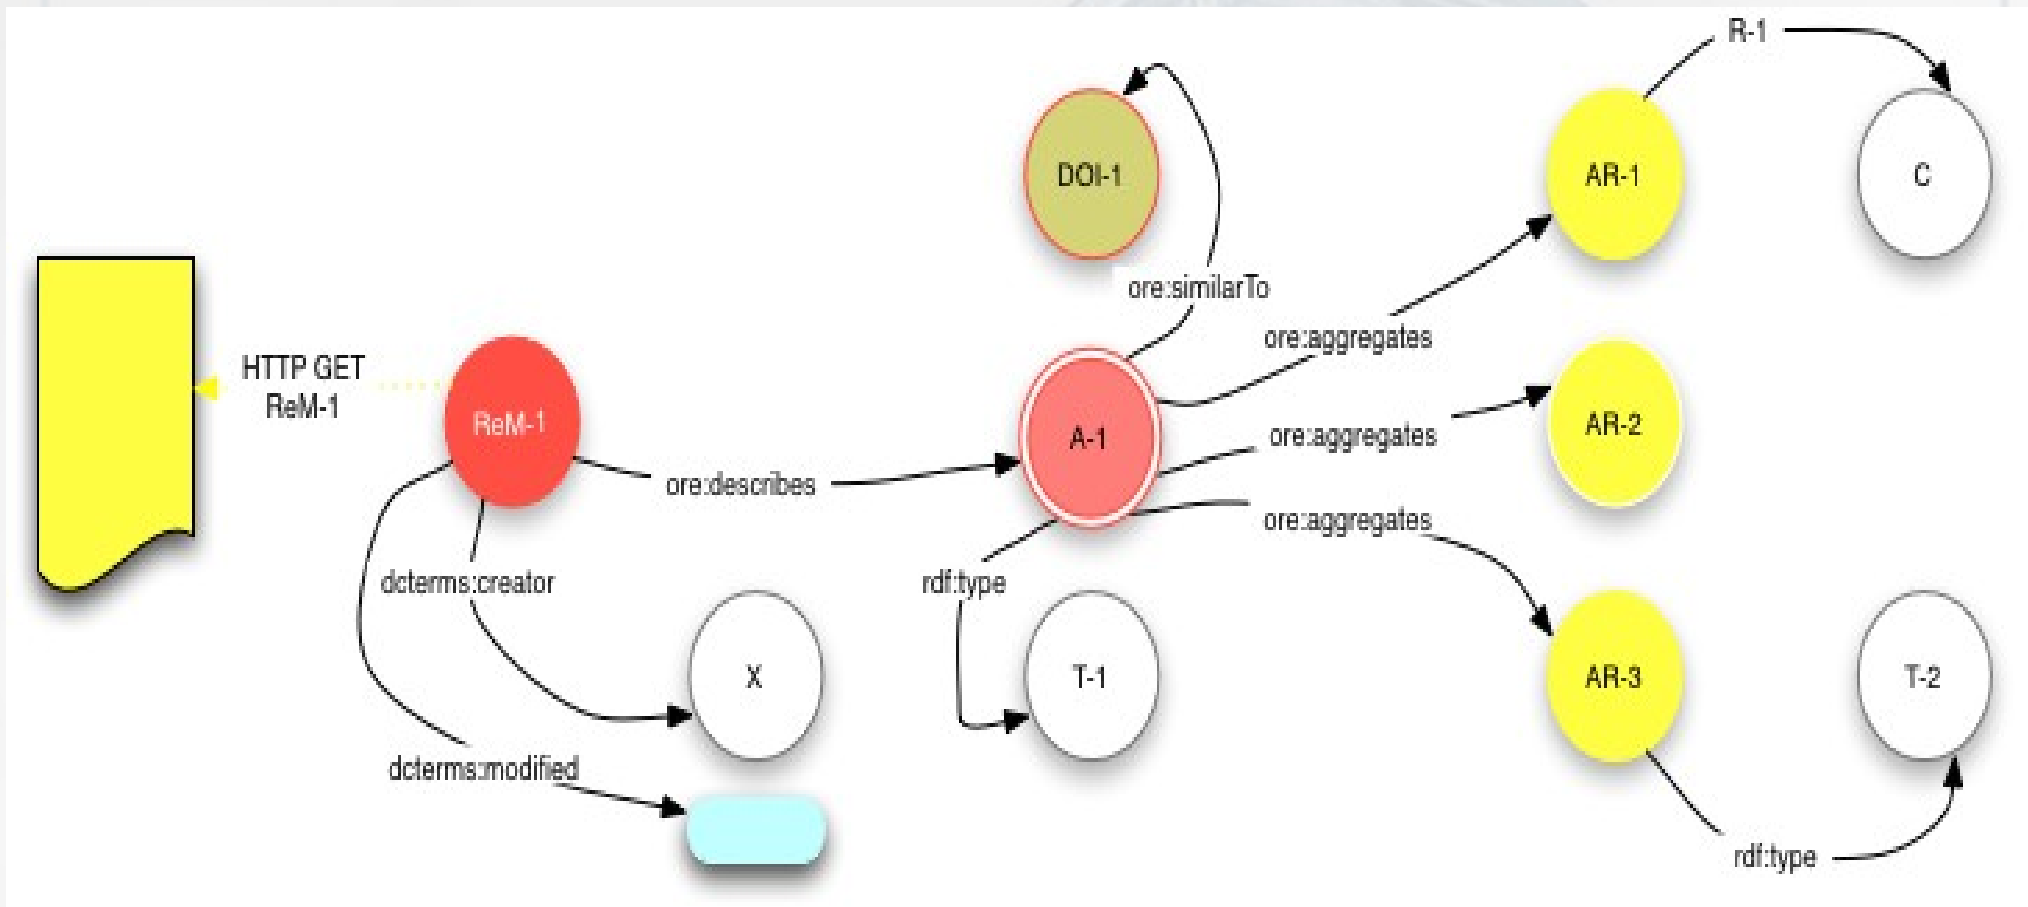 R-1
DOI-1
AR-1
C
ore:similarTo
ore:aggregates
HTTP GET
ReM-1
ReM-1
A-1
ore:aggregates
AR-2
ore:describes
ore:aggregates
dcterms:creator
rdf:type
X
T-1
AR-3
T-2
dcterms:modified
rdf:type